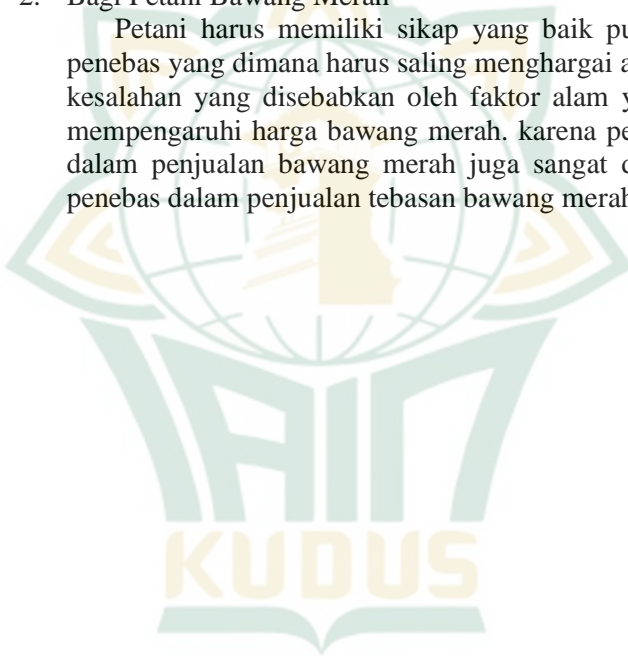 2. Bagi Petani Bawang Merah
Petani harus memiliki sikap yang baik
penebas yang dimana harus saling menghargai
kesalahan yang disebabkan oleh faktor alam
mempengaruhi harga bawang merah. karena
dalam penjualan bawang merah juga sangat
penebas dalam penjualan tebasan bawang merah
IAIN
KUDUS